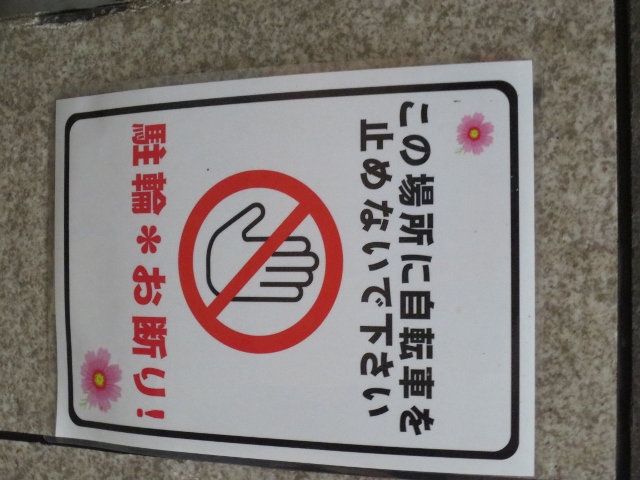 この場所に自転車を
止めないで下さい
駐輪*お断り!